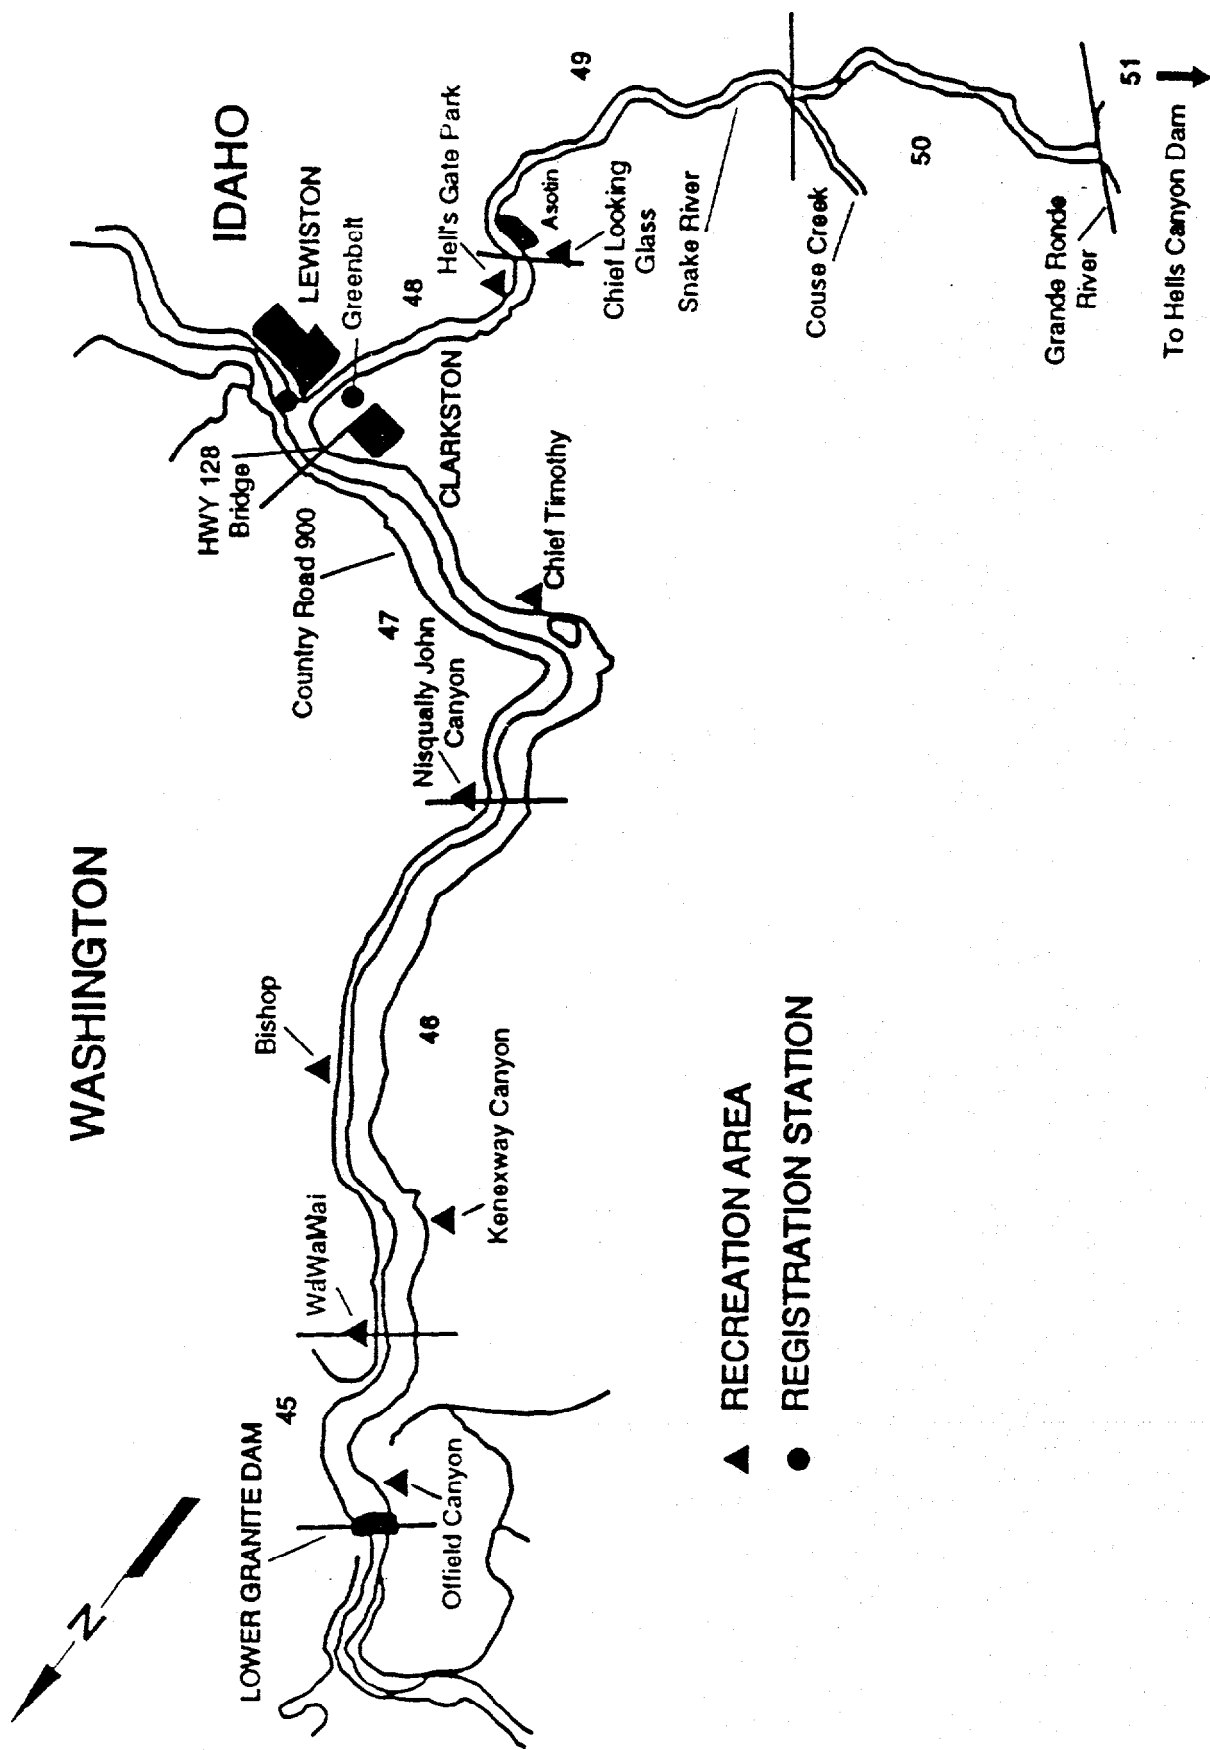 WASHINGTON
IDAHO
N
LOWER GRANITE DAM
45
Offield Canyon
WaWaWai
Kenexway Canyon
Bishop
46
Nisqually John
Canyon
47
Country Road 900
Chief Timothy
HWY 128
Bridge
CLARKSTON
LEWISTON
Greenbelt
48
Hell's Gate Park
Asotin
Chief Looking
Glass
49
Snake River
Couse Creek
50
Grande Ronde
River
51
To Hells Canyon Dam
RECREATION AREA
REGISTRATION STATION